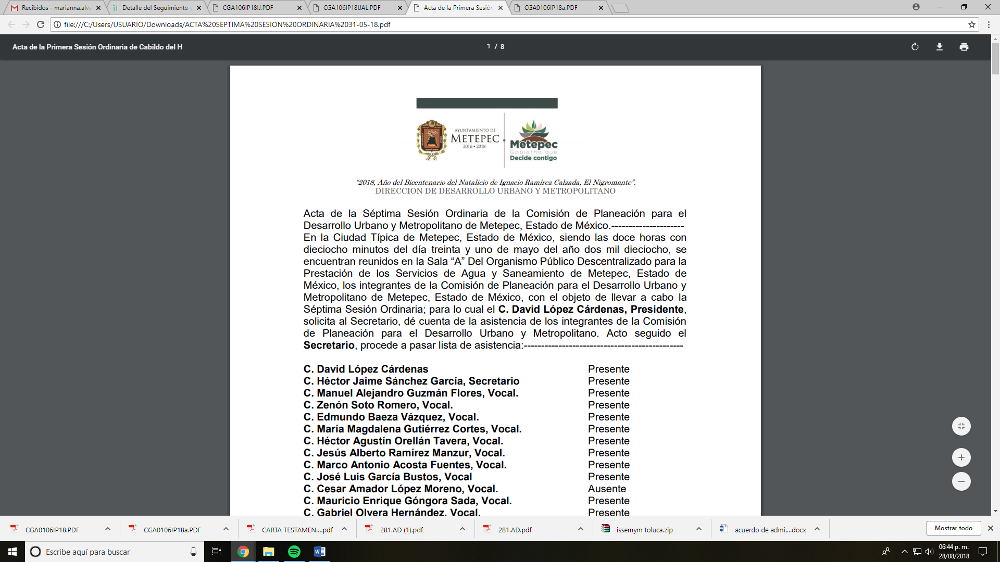 Recibidos - marianna.alva
Detalle del Seguimiento
CGA106IP18IJ.PDF
CGA106IP18IJAL.PDF
Acta de la Primera Sesión
CGA0106IP18a.PDF
file:///C:/Users/USUARIO/Downloads/ACTA%20SEPTIMA%20SESION%20ORDINARIA%2031-05-18.pdf
Acta de la Primera Sesión Ordinaria de Cabildo del H
1 / 8
AYUNTAMIENTO DE
METEPEC
2016 • 2018
Metepec
Gobierno que
Decide contigo
“2018, Año del Bicentenario del Natalicio de Ignacio Ramírez Calzada, El Nigromante”.
DIRECCION DE DESARROLLO URBANO Y METROPOLITANO
Acta de la Séptima Sesión Ordinaria de la Comisión de Planeación para el
Desarrollo Urbano y Metropolitano de Metepec, Estado de México.---------------------
En la Ciudad Típica de Metepec, Estado de México, siendo las doce horas con
dieciocho minutos del día treinta y uno de mayo del año dos mil dieciocho, se
encuentran reunidos en la Sala “A” Del Organismo Público Descentralizado para la
Prestación de los Servicios de Agua y Saneamiento de Metepec, Estado de
México, los integrantes de la Comisión de Planeación para el Desarrollo Urbano y
Metropolitano de Metepec, Estado de México, con el objeto de llevar a cabo la
Séptima Sesión Ordinaria; para lo cual el C. David López Cárdenas, Presidente,
solicita al Secretario, dé cuenta de la asistencia de los integrantes de la Comisión
de Planeación para el Desarrollo Urbano y Metropolitano. Acto seguido el
Secretario, procede a pasar lista de asistencia:----------------------------------------------
C. David López Cárdenas Presente
C. Héctor Jaime Sánchez García, Secretario Presente
C. Manuel Alejandro Guzmán Flores, Vocal. Presente
C. Zenón Soto Romero, Vocal. Presente
C. Edmundo Baeza Vázquez, Vocal. Presente
C. María Magdalena Gutiérrez Cortes, Vocal. Presente
C. Héctor Agustín Orellán Tavera, Vocal. Presente
C. Jesús Alberto Ramírez Manzur, Vocal. Presente
C. Marco Antonio Acosta Fuentes, Vocal. Presente
C. José Luis García Bustos, Vocal Presente
C. Cesar Amador López Moreno, Vocal. Ausente
C. Mauricio Enrique Góngora Sada, Vocal. Presente
C. Gabriel Olvera Hernández, Vocal. Presente
CGA0106IP18.PDF
CGA0106IP18a.PDF
CARTA TESTAMEN....pdf
281.AD (1).pdf
281.AD.pdf
issemym toluca.zip
acuerdo de admi....docx
Mostrar todo
Escribe aquí para buscar
06:44 p. m.
28/08/2018